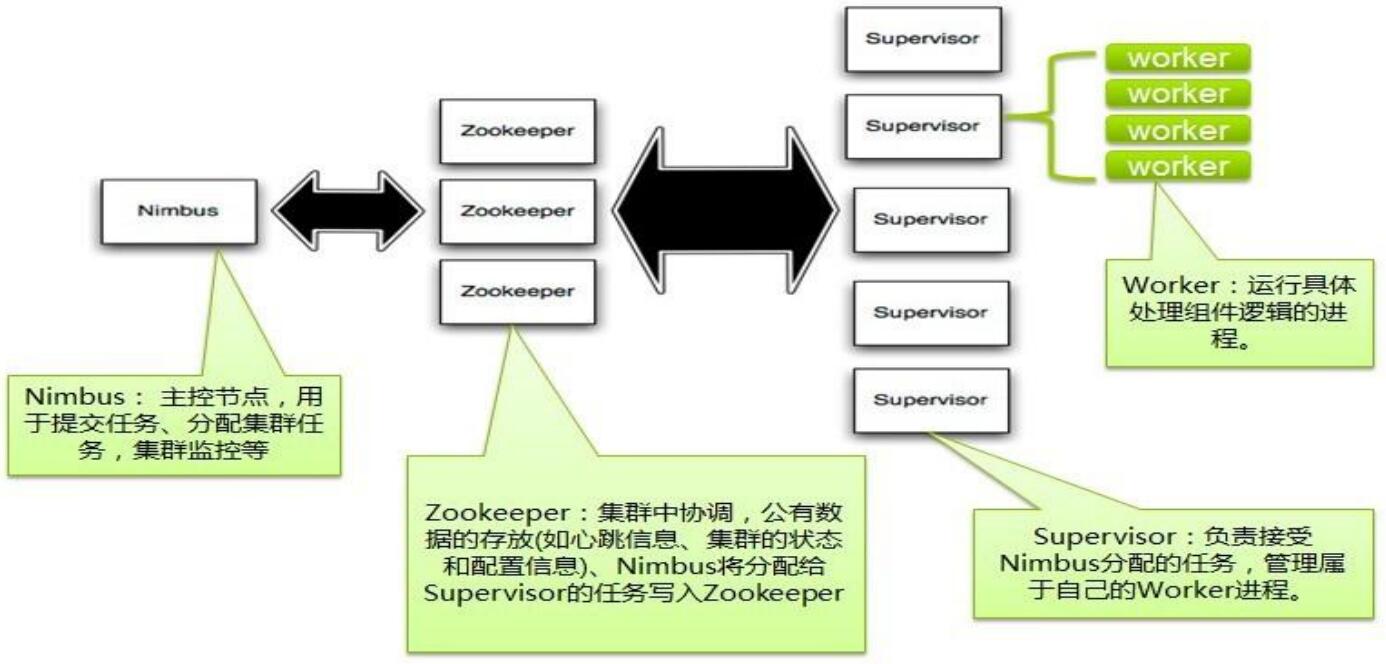 Supervisor
worker
worker
Zookeeper
Supervisor
worker
worker
Nimbus
Zookeeper
Supervisor
Zookeeper
Supervisor
Worker：运行具体
处理组件逻辑的进
程。
Nimbus： 主控节点，用
于提交任务、分配集群任
务，集群监控等
Supervisor
Zookeeper：集群中协调，公有数
据的存放(如心跳信息、集群的状态
和配置信息)、Nimbus将分配给
Supervisor的任务写入Zookeeper
Supervisor：负责接受
Nimbus分配的任务，管理属
于自己的Worker进程。